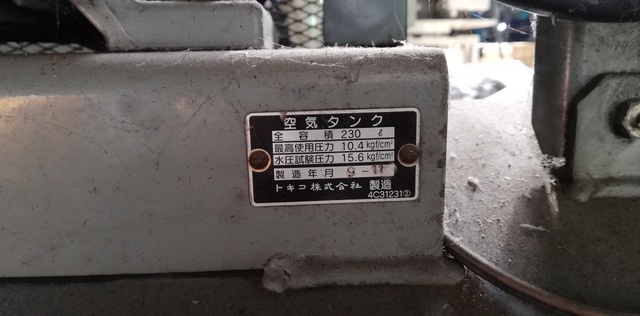 空気タンク
全容積 230 ℓ
最高使用圧力 10.4 kgf/cm²
水圧試験圧力 15.6 kgf/cm²
製造年月 9-11
トキコ株式会社 製造
4C31231②